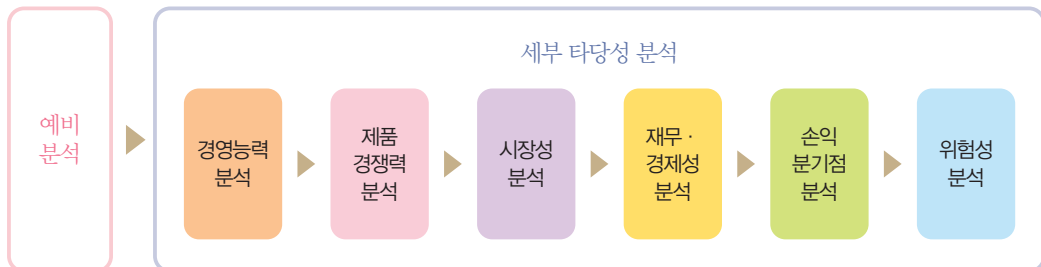 예비
분석
세부 타당성 분석
경영능력
분석
제품
경쟁력
분석
시장성
분석
재무 ·
경제성
분석
손익
분기점
분석
위험성
분석